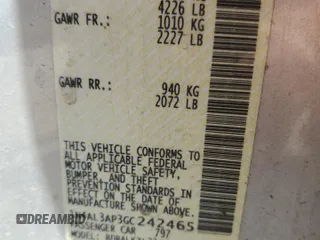 4226 LB
GAWR FR.: 1010 KG
2227 LB
GAWR RR.: 940 KG
2072 LB
THIS VEHICLE CONFORMS TO ALL
APPLICABLE FEDERAL
MOTOR VEHICLE SAFETY,
BUMPER, AND THEFT
PREVENTION STANDARDS IN
EFFECT ON THE DATE OF
MANUFACTURE SHOWN ABOVE.
AL3AP3GC242465
PASSENGER CAR 797
DREAMBID